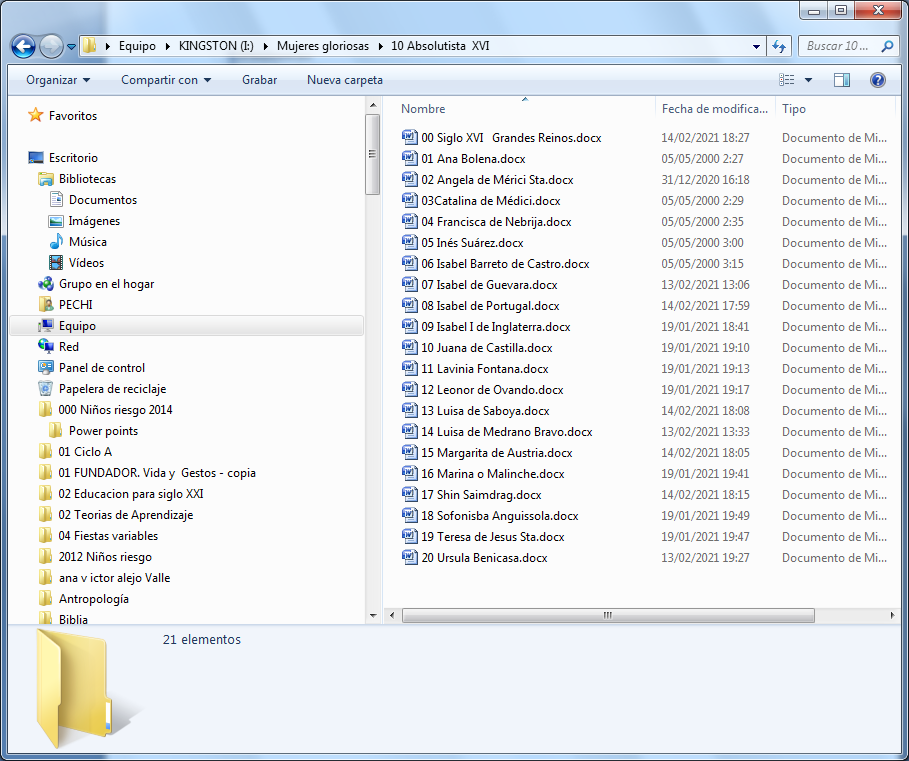 Equipo KINGSTON (I:) Mujeres gloriosas 10 Absolutista XVI
Buscar 10 ...
Organizar Compartir con Grabar Nueva carpeta
Favoritos
Escritorio
Bibliotecas
Documentos
Imágenes
Música
Vídeos
Grupo en el hogar
PECHI
Equipo
Red
Panel de control
Papelera de reciclaje
000 Niños riesgo 2014
Power points
01 Ciclo A
01 FUNDADOR. Vida y Gestos - copia
02 Educacion para siglo XXI
02 Teorias de Aprendizaje
04 Fiestas variables
2012 Niños riesgo
ana v ictor alejo Valle
Antropología
Biblia
Nombre Fecha de modifica... Tipo
00 Siglo XVI Grandes Reinos.docx 14/02/2021 18:27 Documento de Mi...
01 Ana Bolena.docx 05/05/2000 2:27 Documento de Mi...
02 Angela de Mérici Sta.docx 31/12/2020 16:18 Documento de Mi...
03Catalina de Médici.docx 05/05/2000 2:29 Documento de Mi...
04 Francisca de Nebrija.docx 05/05/2000 2:35 Documento de Mi...
05 Inés Suárez.docx 05/05/2000 3:00 Documento de Mi...
06 Isabel Barreto de Castro.docx 05/05/2000 3:15 Documento de Mi...
07 Isabel de Guevara.docx 13/02/2021 13:06 Documento de Mi...
08 Isabel de Portugal.docx 14/02/2021 17:59 Documento de Mi...
09 Isabel I de Inglaterra.docx 19/01/2021 18:41 Documento de Mi...
10 Juana de Castilla.docx 19/01/2021 19:10 Documento de Mi...
11 Lavinia Fontana.docx 19/01/2021 19:13 Documento de Mi...
12 Leonor de Ovando.docx 19/01/2021 19:17 Documento de Mi...
13 Luisa de Saboya.docx 14/02/2021 18:08 Documento de Mi...
14 Luisa de Medrano Bravo.docx 13/02/2021 13:33 Documento de Mi...
15 Margarita de Austria.docx 14/02/2021 18:05 Documento de Mi...
16 Marina o Malinche.docx 19/01/2021 19:41 Documento de Mi...
17 Shin Saimdrag.docx 14/02/2021 18:15 Documento de Mi...
18 Sofonisba Anguissola.docx 19/01/2021 19:49 Documento de Mi...
19 Teresa de Jesus Sta.docx 19/01/2021 19:47 Documento de Mi...
20 Ursula Benicasa.docx 13/02/2021 19:27 Documento de Mi...
21 elementos